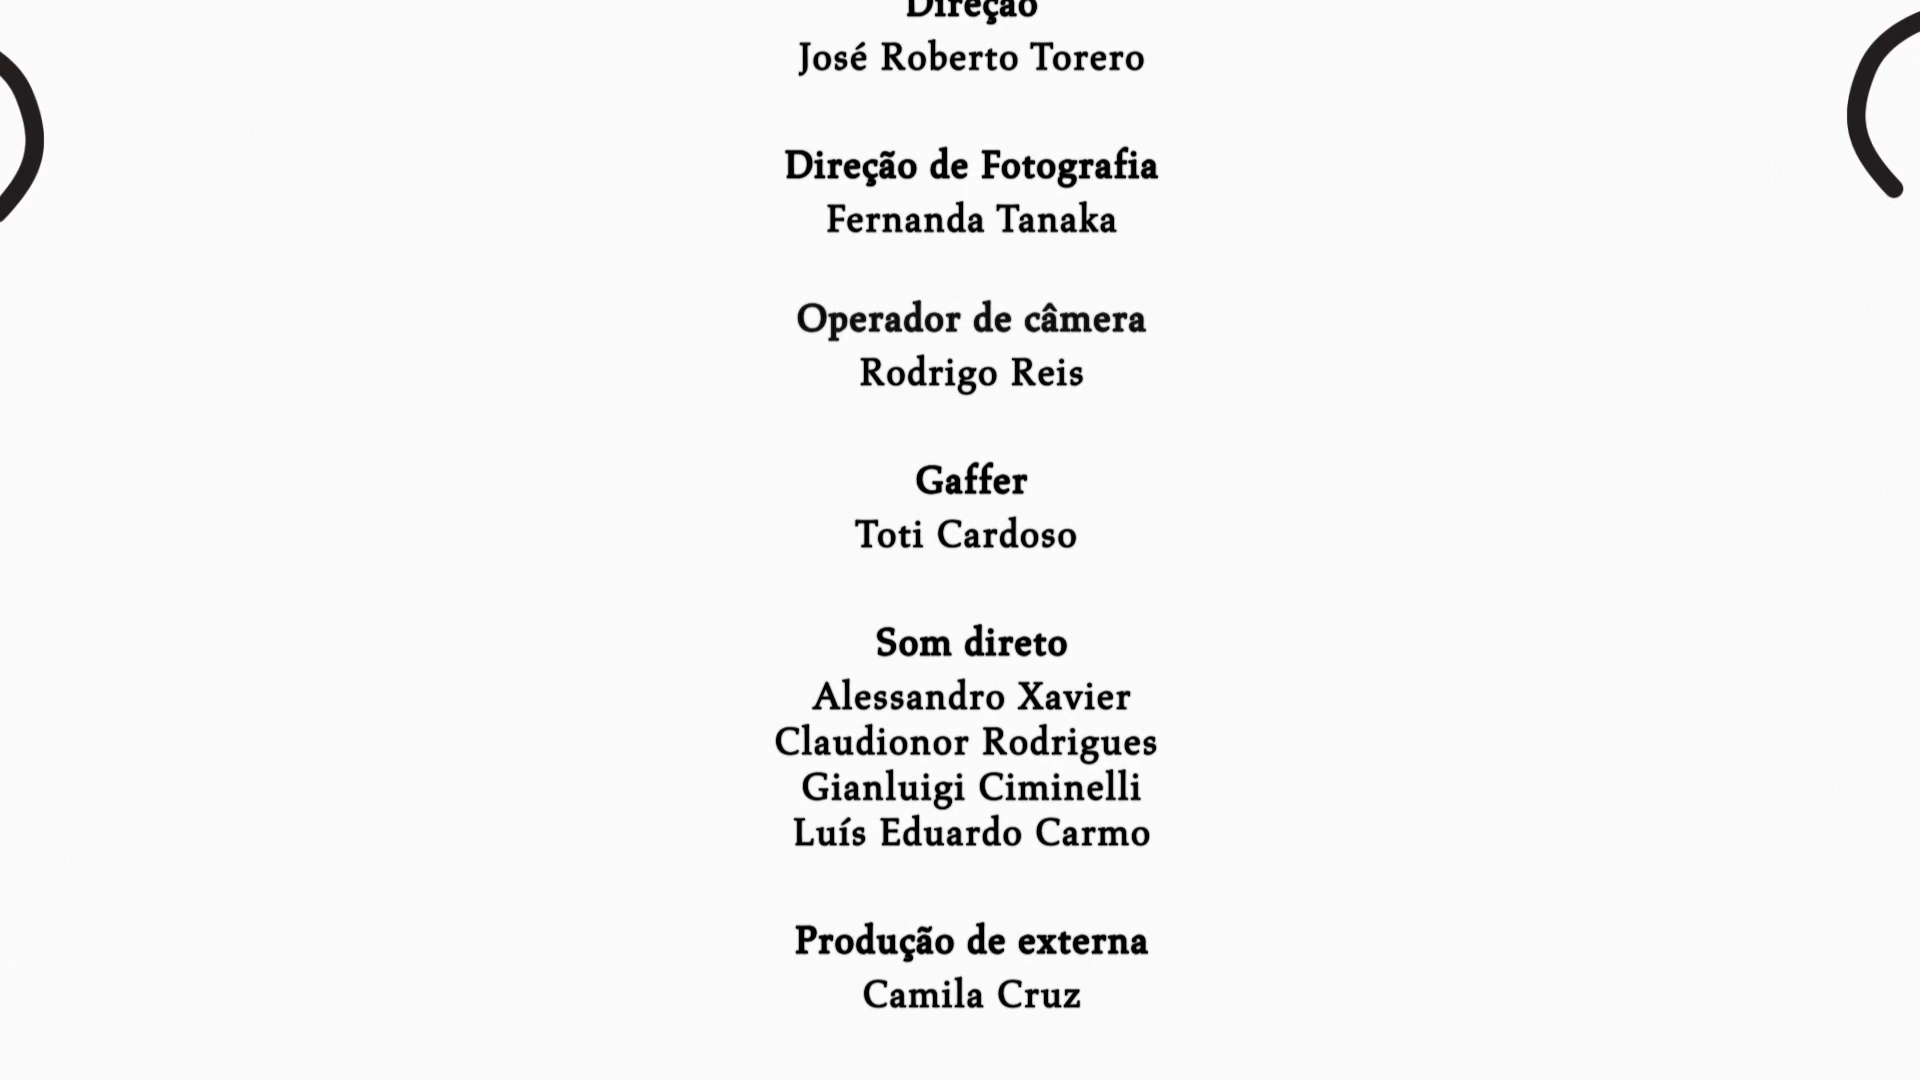 Direção
José Roberto Torero
Direção de Fotografia
Fernanda Tanaka
Operador de câmera
Rodrigo Reis
Gaffer
Toti Cardoso
Som direto
Alessandro Xavier
Claudionor Rodrigues
Gianluigi Ciminelli
Luís Eduardo Carmo
Produção de externa
Camila Cruz